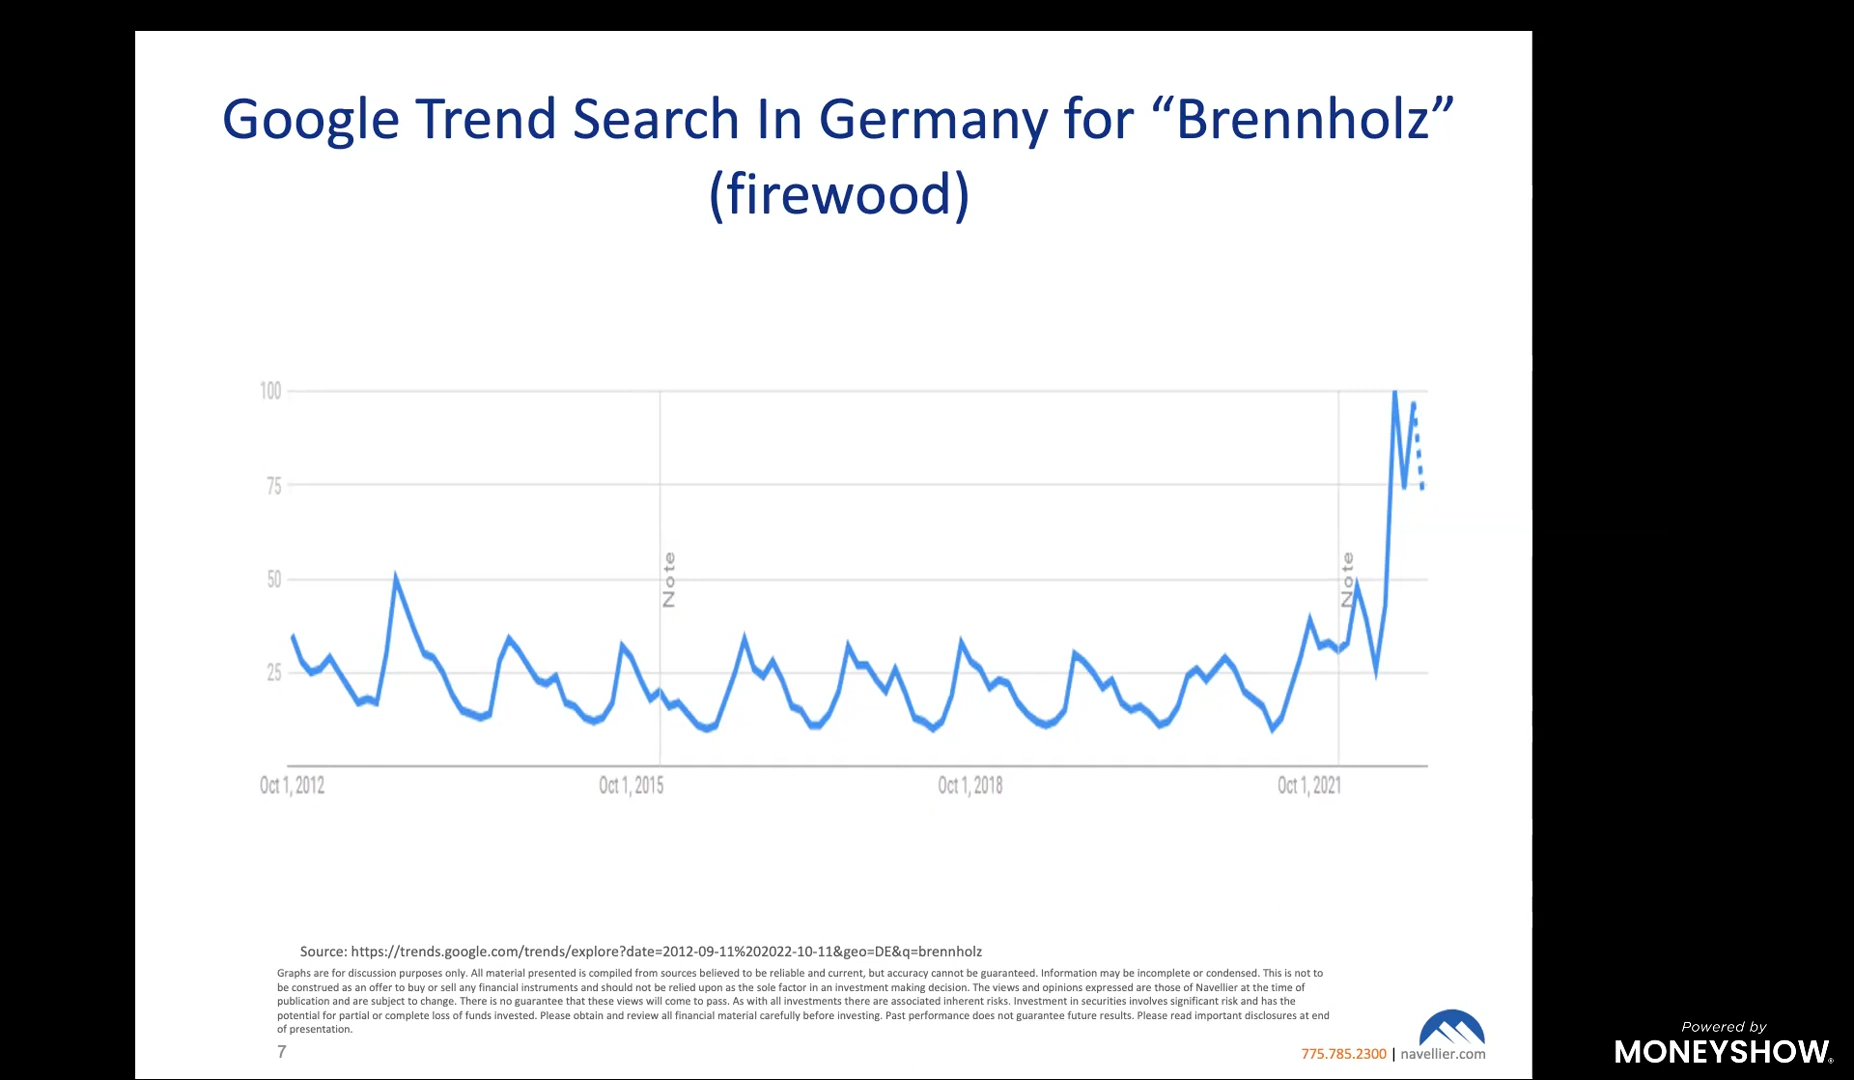 Google Trend Search In Germany for “Brennholz”
(firewood)
100
75
50
25
Note
Note
Oct 1, 2012
Oct 1, 2015
Oct 1, 2018
Oct 1, 2021
Source: https://trends.google.com/trends/explore?date=2012-09-11%202022-10-11&geo=DE&q=brennholz
Graphs are for discussion purposes only. All material presented is compiled from sources believed to be reliable and current, but accuracy cannot be guaranteed. Information may be incomplete or condensed. This is not to
be construed as an offer to buy or sell any financial instruments and should not be relied upon as the sole factor in an investment making decision. The views and opinions expressed are those of Navellier at the time of
publication and are subject to change. There is no guarantee that these views will come to pass. As with all investments there are associated inherent risks. Investment in securities involves significant risk and has the
potential for partial or complete loss of funds invested. Please obtain and review all financial material carefully before investing. Past performance does not guarantee future results. Please read important disclosures at end
of presentation.
7
775.785.2300 | navellier.com
Powered by
MONEYSHOW®